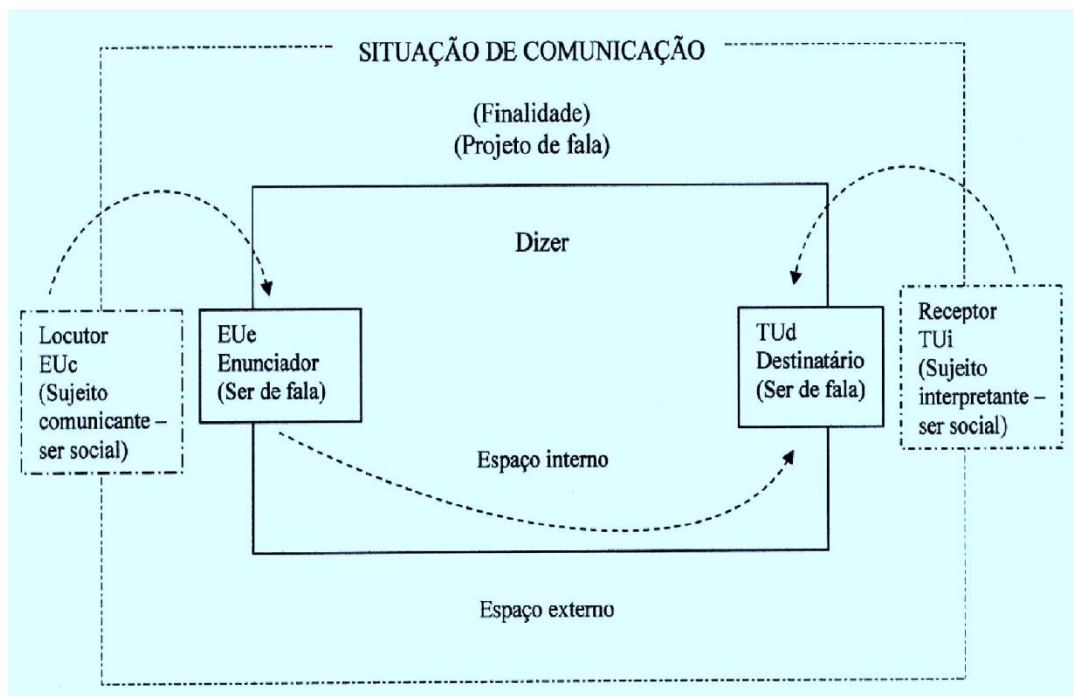 SITUAÇÃO DE COMUNICAÇÃO
(Finalidade)
(Projeto de fala)
Dizer
Locutor
EUc
(Sujeito
comunicante –
ser social)
EUe
Enunciador
(Ser de fala)
TUd
Destinatário
(Ser de fala)
Receptor
TUi
(Sujeito
interpretante –
ser social)
Espaço interno
Espaço externo